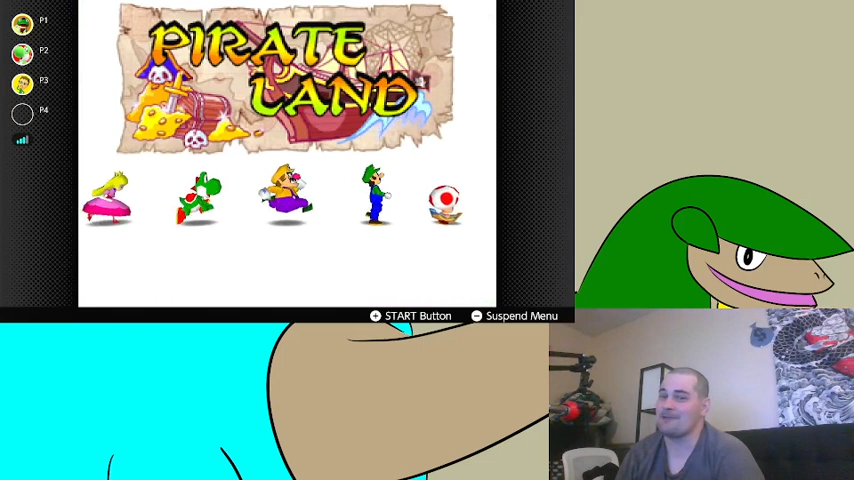 P1
P2
P3
P4
PIRATE
LAND
START Button
Suspend Menu